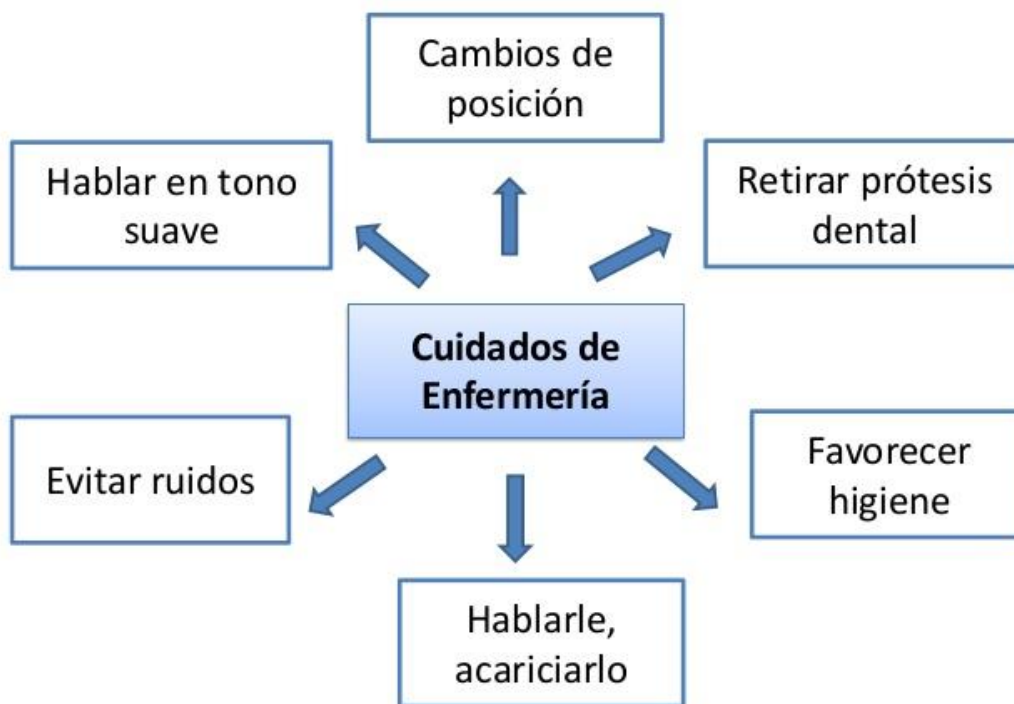 Cambios de
posición
Hablar en tono
suave
Retirar prótesis
dental
Cuidados de
Enfermería
Evitar ruidos
Favorecer
higiene
Hablarle,
acariciarlo